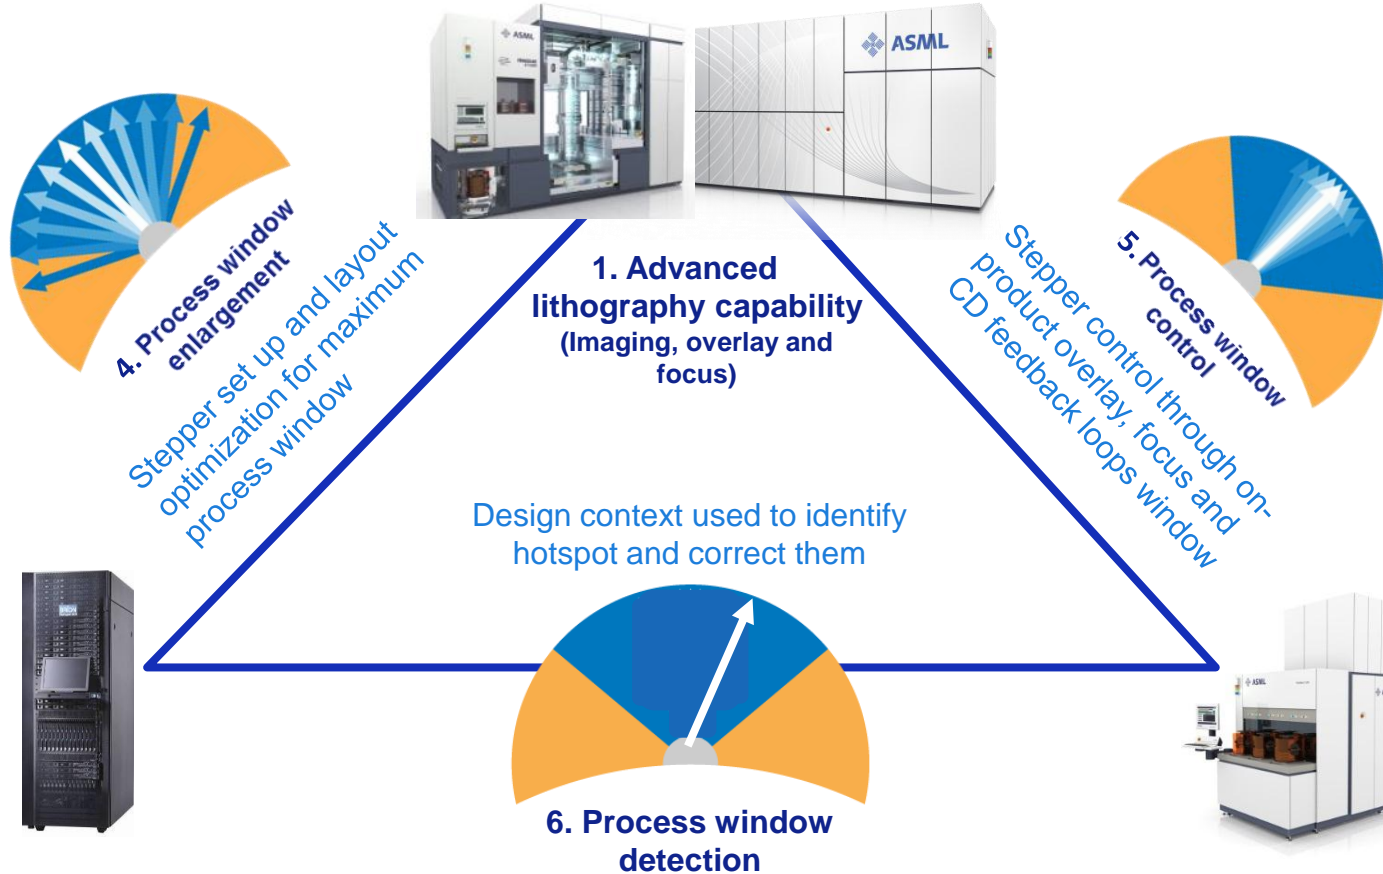 ASML
ASML
4. Process window
enlargement
Stepper set up and layout
optimization for maximum
process window
1. Advanced
lithography capability
(Imaging, overlay and
focus)
5. Process window
control
Stepper control through on-
product overlay, focus and
CD feedback loops window
Design context used to identify
hotspot and correct them
6. Process window
detection
ASML